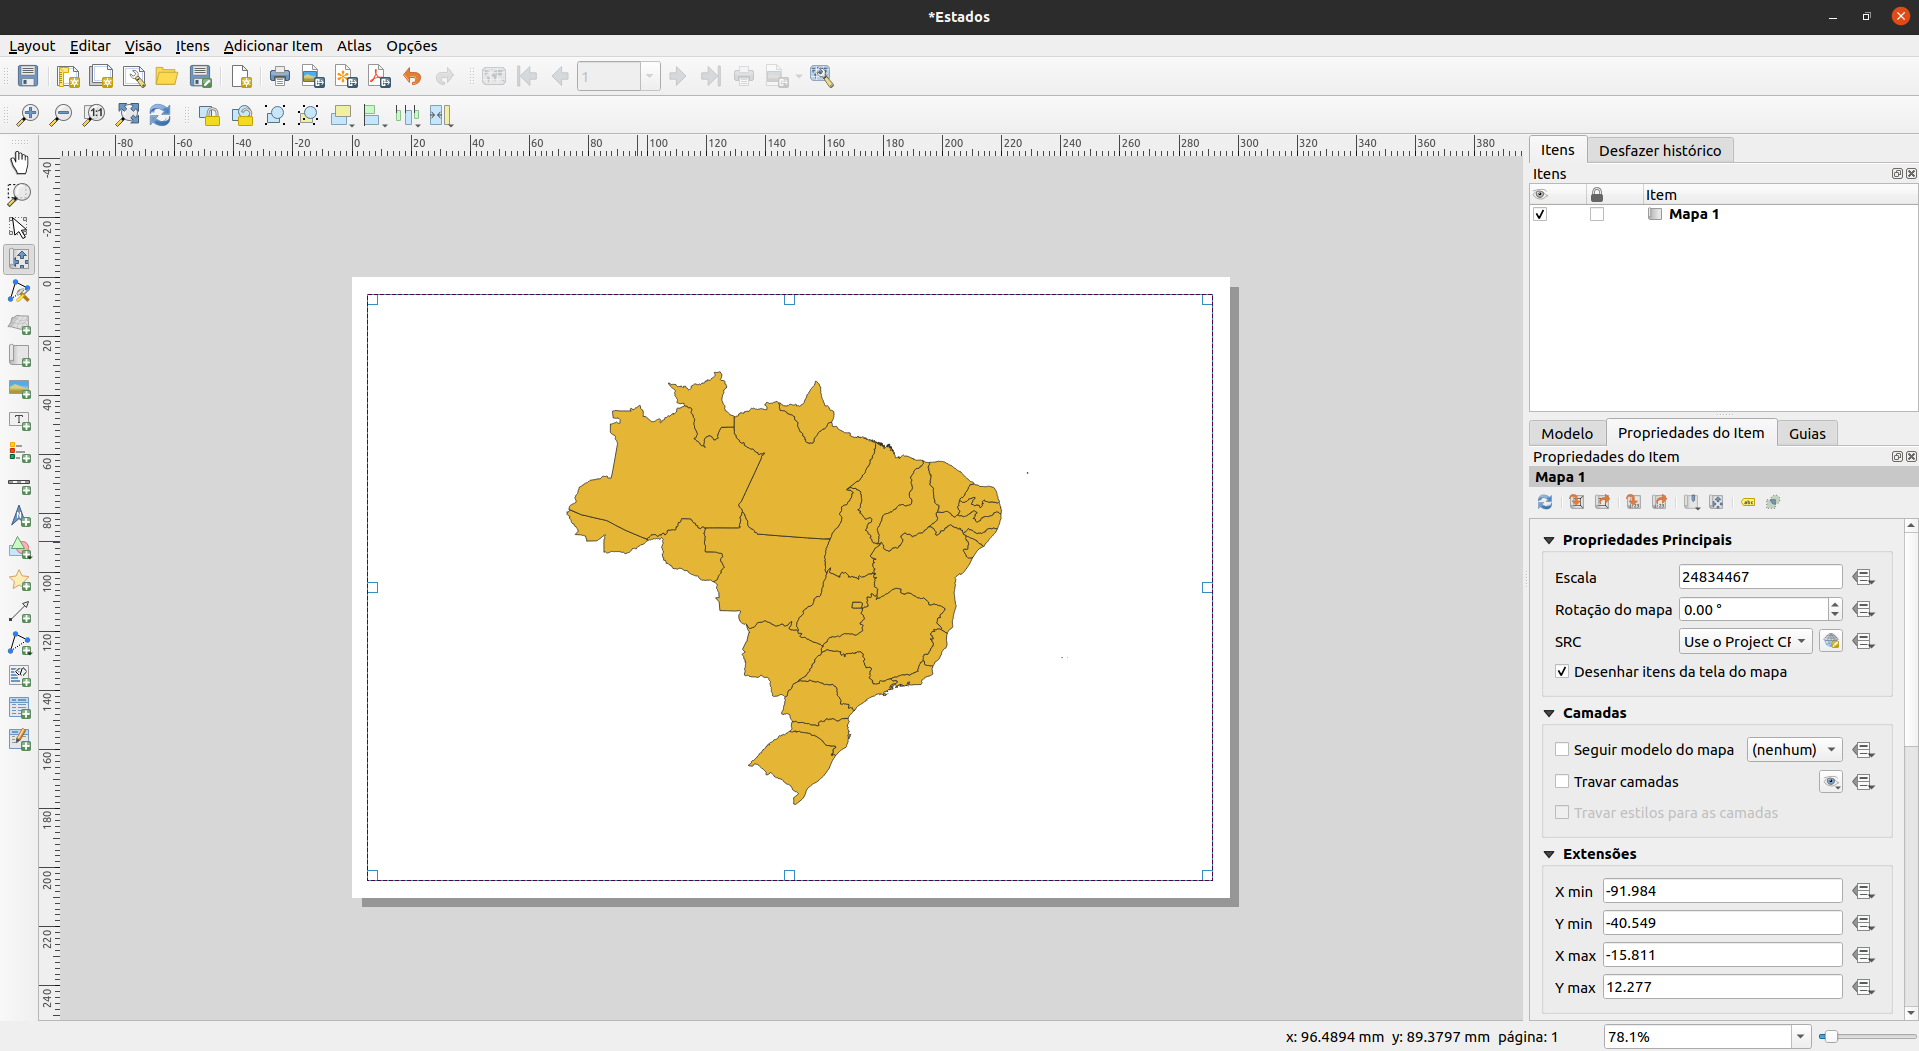 *Estados
Layout Editar Visão Itens Adicionar Item Atlas Opções
1
1:1
-80 -60 -40 -20 0 20 40 60 80 100 120 140 160 180 200 220 240 260 280 300 320 340 360 380
-40
-20
0
20
40
60
80
100
120
140
160
180
200
220
240
Itens Desfazer histórico
Itens
Item
Mapa 1
Modelo Propriedades do Item Guias
Propriedades do Item
Mapa 1
abc
Propriedades Principais
Escala 24834467
Rotação do mapa 0.00 °
SRC Use o Project CF
Desenhar itens da tela do mapa
Camadas
Seguir modelo do mapa (nenhum)
Travar camadas
Travar estilos para as camadas
Extensões
X min -91.984
Y min -40.549
X max -15.811
Y max 12.277
x: 96.4894 mm y: 89.3797 mm página: 1 78.1%